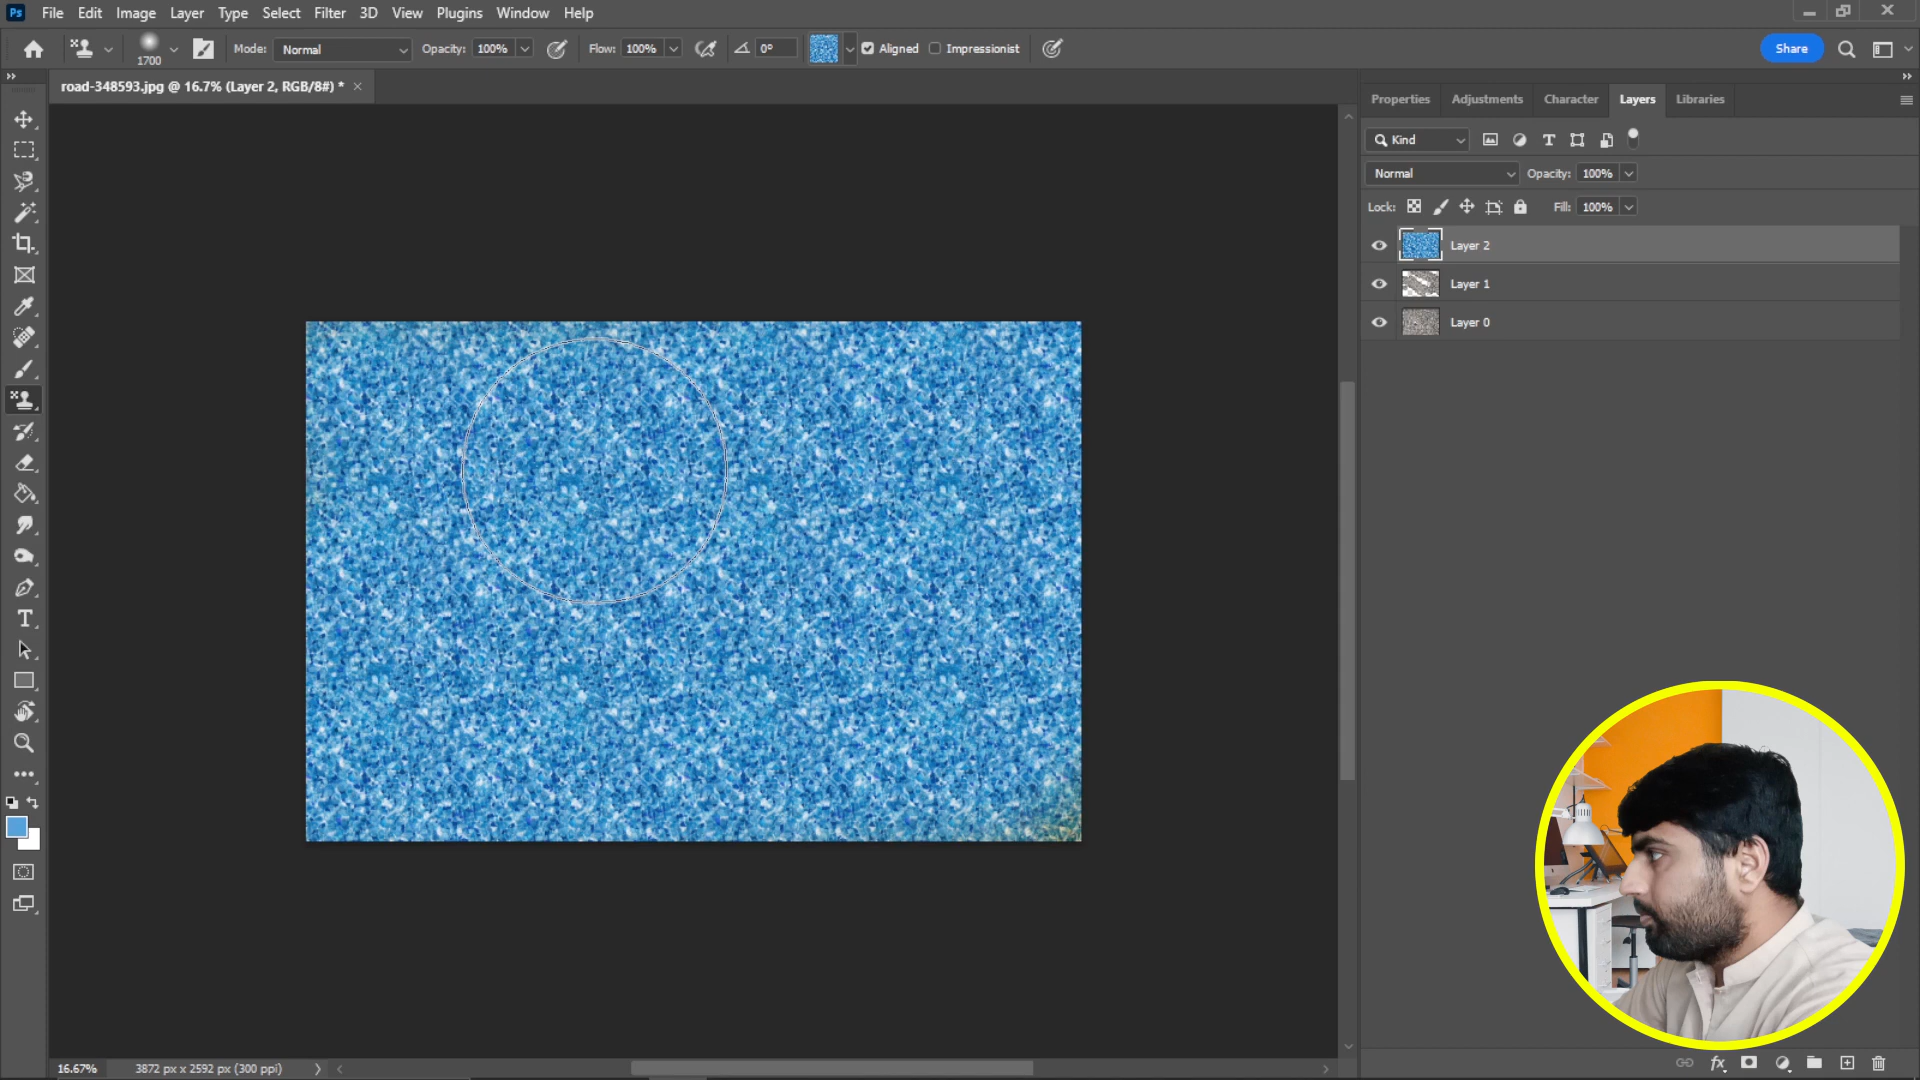 Ps File Edit Image Layer Type Select Filter 3D View Plugins Window Help
1700 Mode: Normal Opacity: 100% Flow: 100% 0° Aligned Impressionist Share
road-348593.jpg @ 16.7% (Layer 2, RGB/8#) *
Properties Adjustments Character Layers Libraries
Kind
Normal Opacity: 100%
Lock: Fill: 100%
Layer 2
Layer 1
Layer 0
16.67% 3872 px x 2592 px (300 ppi)